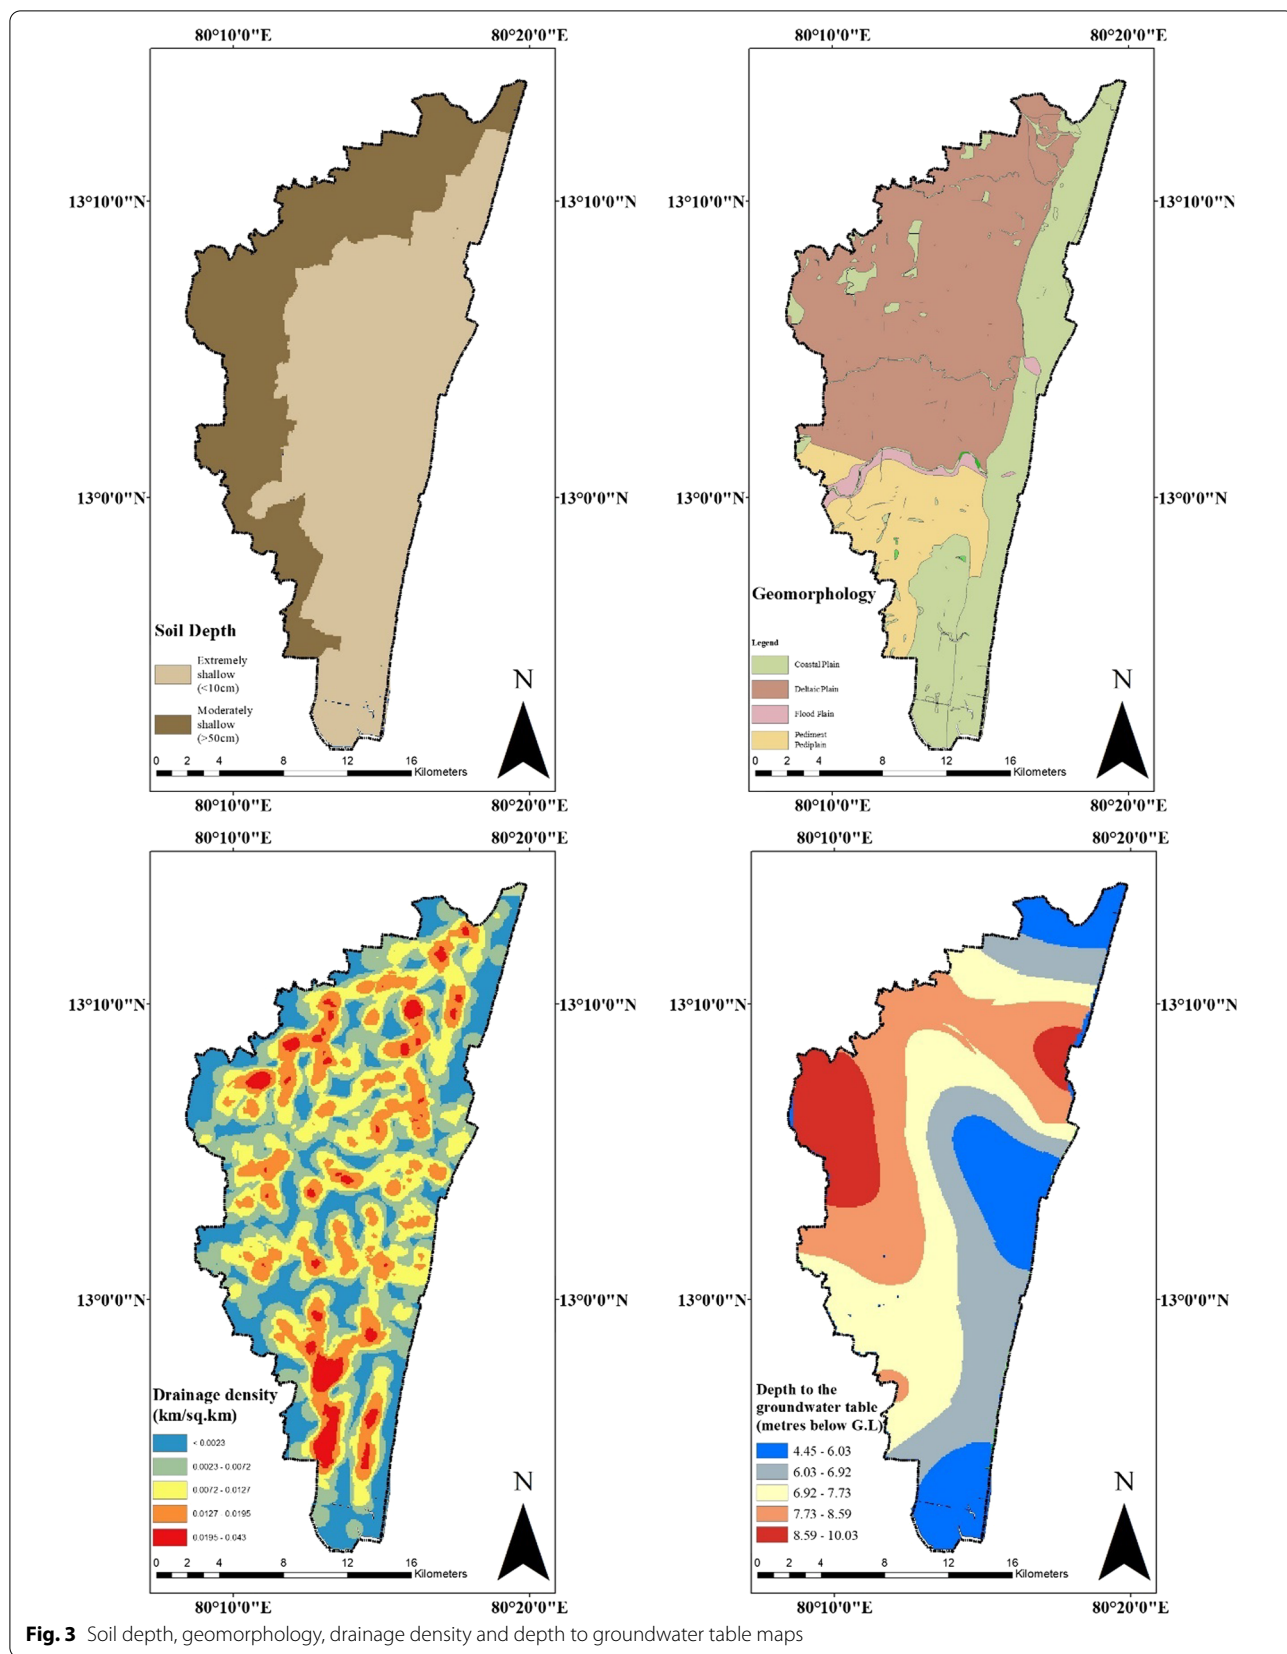 80°10'0"E
80°20'0"E
13°10'0"N
13°10'0"N
13°0'0"N
13°0'0"N
Soil Depth
Extremely
shallow
(<10cm)
Moderately
shallow
(>50cm)
N
0 2 4 8 12 16
Kilometers
80°10'0"E
80°20'0"E
80°10'0"E
80°20'0"E
13°10'0"N
13°10'0"N
13°0'0"N
13°0'0"N
Geomorphology
Legend
Coastal Plain
Deltaic Plain
Flood Plain
Pediment
Pediplain
N
0 2 4 8 12 16
Kilometers
80°10'0"E
80°20'0"E
80°10'0"E
80°20'0"E
13°10'0"N
13°10'0"N
13°0'0"N
13°0'0"N
Drainage density
(km/sq.km)
< 0.0023
0.0023 - 0.0072
0.0072 - 0.0127
0.0127 - 0.0195
0.0195 - 0.043
N
0 2 4 8 12 16
Kilometers
80°10'0"E
80°20'0"E
80°10'0"E
80°20'0"E
13°10'0"N
13°10'0"N
13°0'0"N
13°0'0"N
Depth to the
groundwater table
(metres below G.L)
4.45 - 6.03
6.03 - 6.92
6.92 - 7.73
7.73 - 8.59
8.59 - 10.03
N
0 2 4 8 12 16
Kilometers
80°10'0"E
80°20'0"E
Fig. 3 Soil depth, geomorphology, drainage density and depth to groundwater table maps